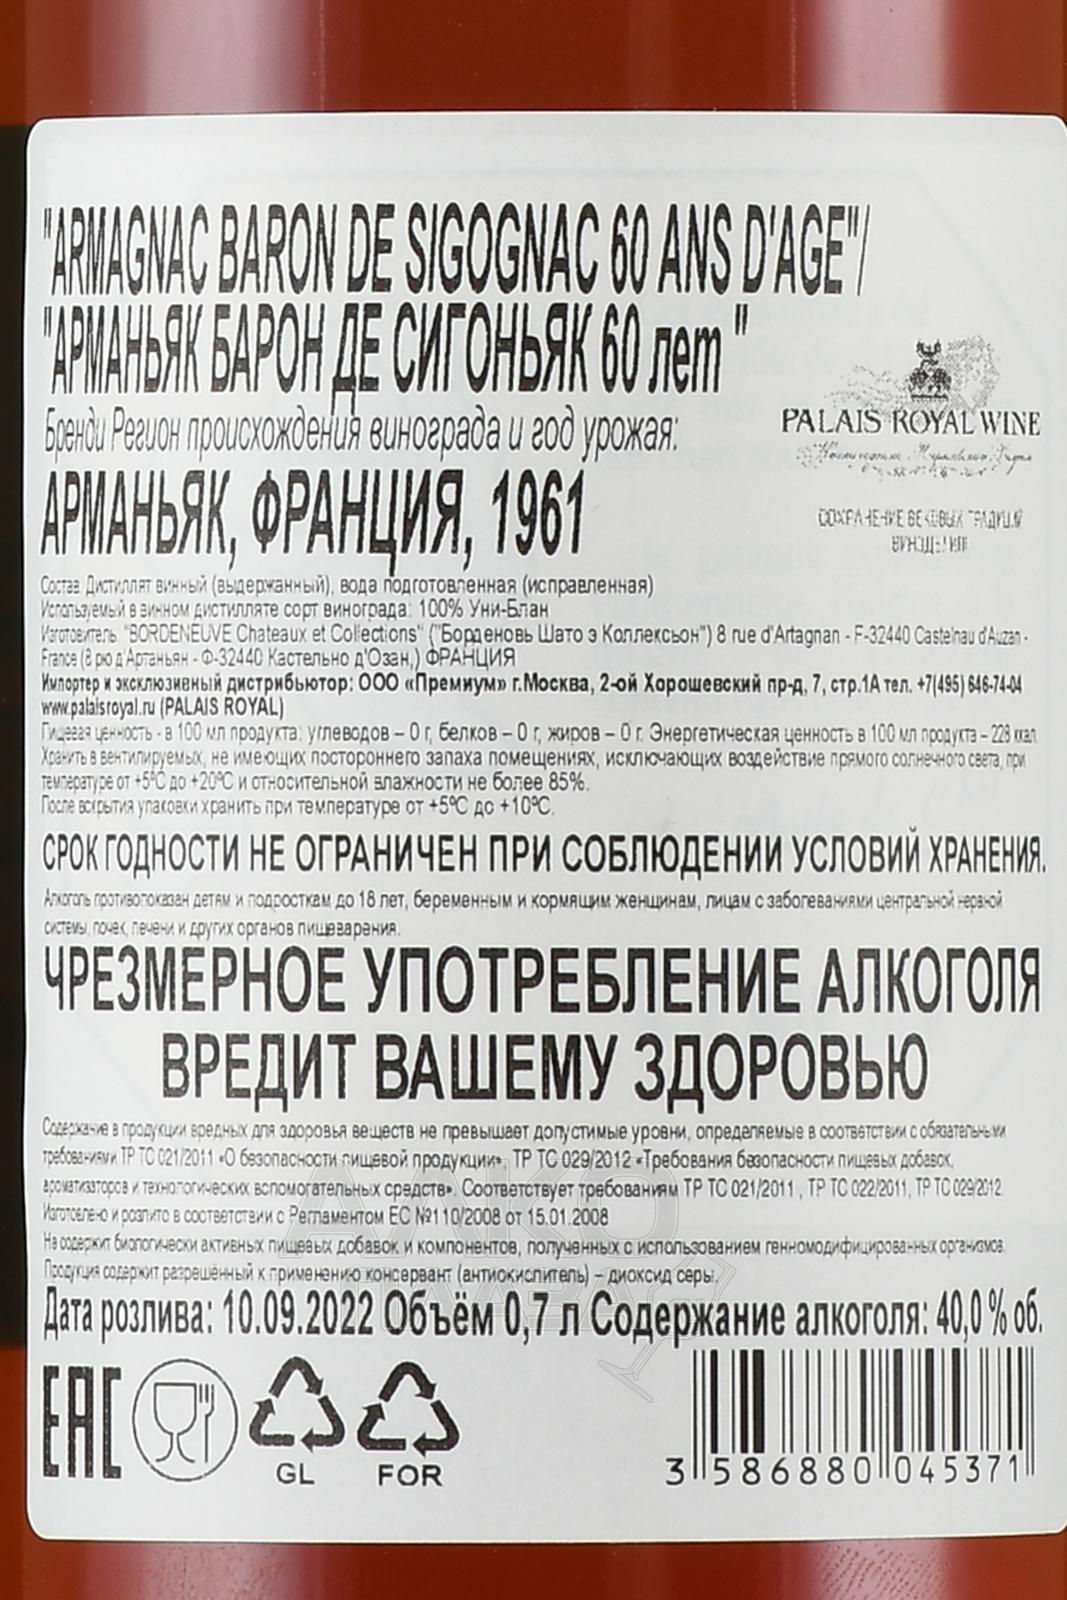 "ARMAGNAC BARON DE SIGOGNAC 60 ANS D'AGE"/
"АРМАНЬЯК БАРОН ДЕ СИГОНЬЯК 60 лет "
Бренди Регион происхождения винограда и год урожая:
АРМАНЬЯК, ФРАНЦИЯ, 1961
PALAIS ROYAL WINE
СОХРАНЕНИЕ ВЕКОВЫХ ТРАДИЦИЙ
ВИНОДЕЛИЯ
Состав: Дистиллят винный (выдержанный), вода подготовленная (исправленная)
Используемый в винном дистилляте сорт винограда: 100% Уни-Блан
Изготовитель: "BORDENEUVE Chateaux et Collections" ("Борденовь Шато э Коллексьон") 8 rue d'Artagnan - F-32440 Castelnau d'Auzan -
France (8 рю д'Артаньян - Ф-32440 Кастельно д'Озан,) ФРАНЦИЯ
Импортер и эксклюзивный дистрибьютор: ООО «Премиум» г.Москва, 2-ой Хорошевский пр-д, 7, стр.1А тел. +7(495) 646-74-04
www.palaisroyal.ru (PALAIS ROYAL)
Пищевая ценность - в 100 мл продукта: углеводов – 0 г, белков – 0 г, жиров – 0 г. Энергетическая ценность в 100 мл продукта – 228 ккал.
Хранить в вентилируемых, не имеющих постороннего запаха помещениях, исключающих воздействие прямого солнечного света, при
температуре от +5°C до +20°C и относительной влажности не более 85%.
После вскрытия упаковки хранить при температуре от +5°C до +10°C.
СРОК ГОДНОСТИ НЕ ОГРАНИЧЕН ПРИ СОБЛЮДЕНИИ УСЛОВИЙ ХРАНЕНИЯ.
Алкоголь противопоказан детям и подросткам до 18 лет, беременным и кормящим женщинам, лицам с заболеваниями центральной нервной
системы, почек, печени и других органов пищеварения.
ЧРЕЗМЕРНОЕ УПОТРЕБЛЕНИЕ АЛКОГОЛЯ
ВРЕДИТ ВАШЕМУ ЗДОРОВЬЮ
Содержание в продукции вредных для здоровья веществ не превышает допустимые уровни, определяемые в соответствии с обязательными
требованиями ТР ТС 021/2011 «О безопасности пищевой продукции», ТР ТС 029/2012 «Требования безопасности пищевых добавок,
ароматизаторов и технологических вспомогательных средств». Соответствует требованиям ТР ТС 021/2011 , ТР ТС 022/2011, ТР ТС 029/2012
Изготовлено и розлито в соответствии с Регламентом ЕС №110/2008 от 15.01.2008
Не содержит биологически активных пищевых добавок и компонентов, полученных с использованием генномодифицированных организмов.
Продукция содержит разрешённый к применению консервант (антиокислитель) – диоксид серы.
Дата розлива: 10.09.2022 Объём 0,7 л Содержание алкоголя: 40,0 % об.
EAC
GL
FOR
3 586880 045371